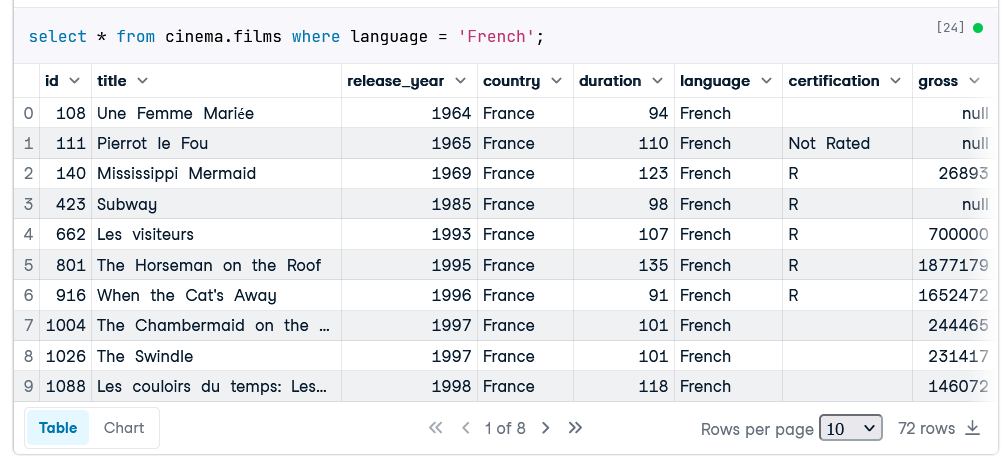 select * from cinema.films where language = 'French';
[24]
id title release_year country duration language certification gross
0 108 Une Femme Mariée 1964 France 94 French null
1 111 Pierrot le Fou 1965 France 110 French Not Rated null
2 140 Mississippi Mermaid 1969 France 123 French R 26893
3 423 Subway 1985 France 98 French R null
4 662 Les visiteurs 1993 France 107 French R 700000
5 801 The Horseman on the Roof 1995 France 135 French R 1877179
6 916 When the Cat's Away 1996 France 91 French R 1652472
7 1004 The Chambermaid on the ... 1997 France 101 French 244465
8 1026 The Swindle 1997 France 101 French 231417
9 1088 Les couloirs du temps: Les... 1998 France 118 French 146072
Table Chart 1 of 8 Rows per page 10 72 rows